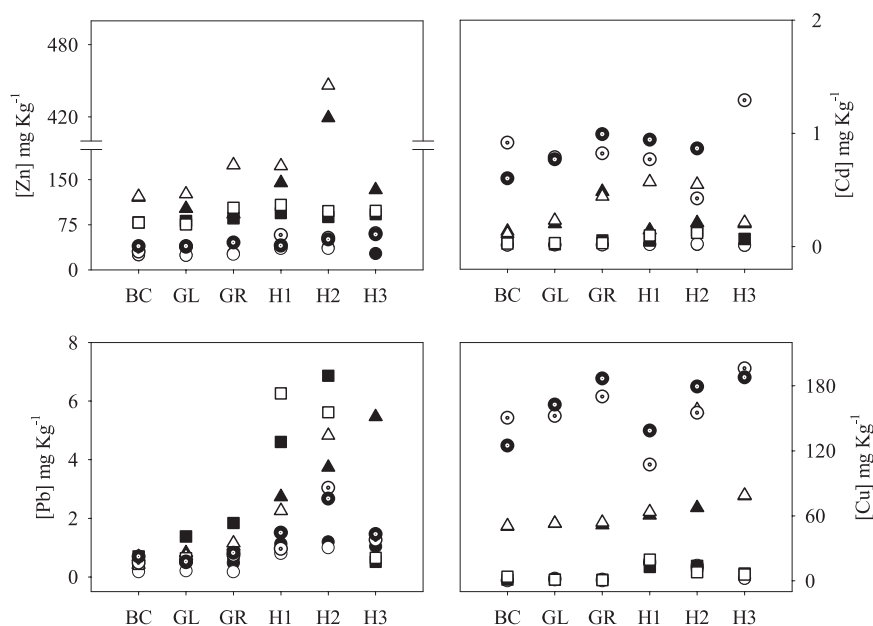 [Zn] mg Kg⁻¹
480
420
150
75
0
BC GL GR H1 H2 H3
2
1
0
[Cd] mg Kg⁻¹
BC GL GR H1 H2 H3
[Pb] mg Kg⁻¹
8
6
4
2
0
BC GL GR H1 H2 H3
180
120
60
0
[Cu] mg Kg⁻¹
BC GL GR H1 H2 H3